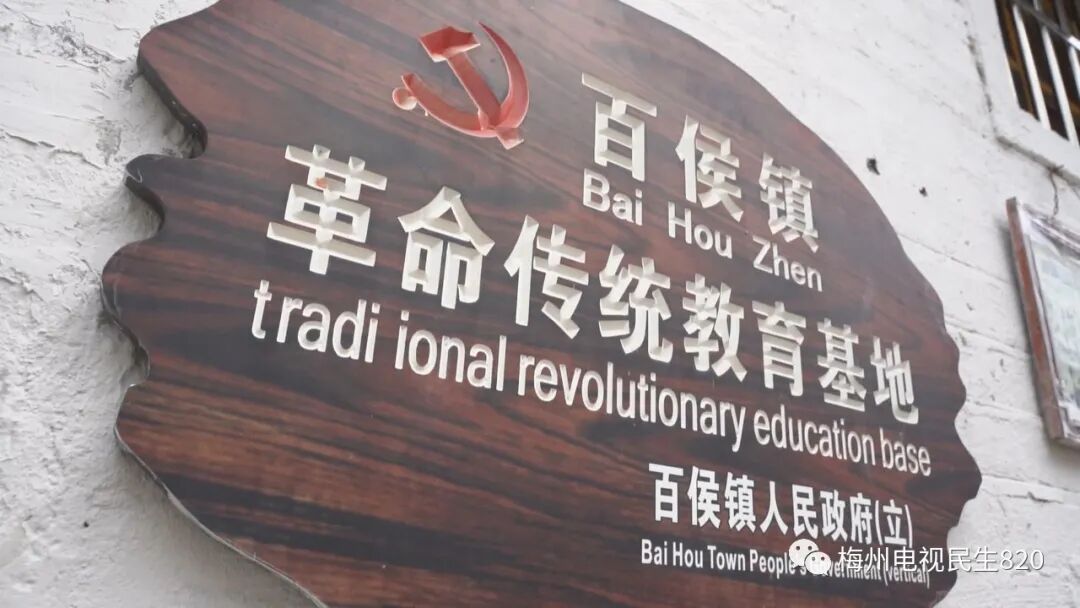 百侯镇
Bai Hou Zhen
革命传统教育基地
tradi ional revolutionary education base
百侯镇人民政府(立)
Bai Hou Town People's Government (vertical)
梅州电视民生820